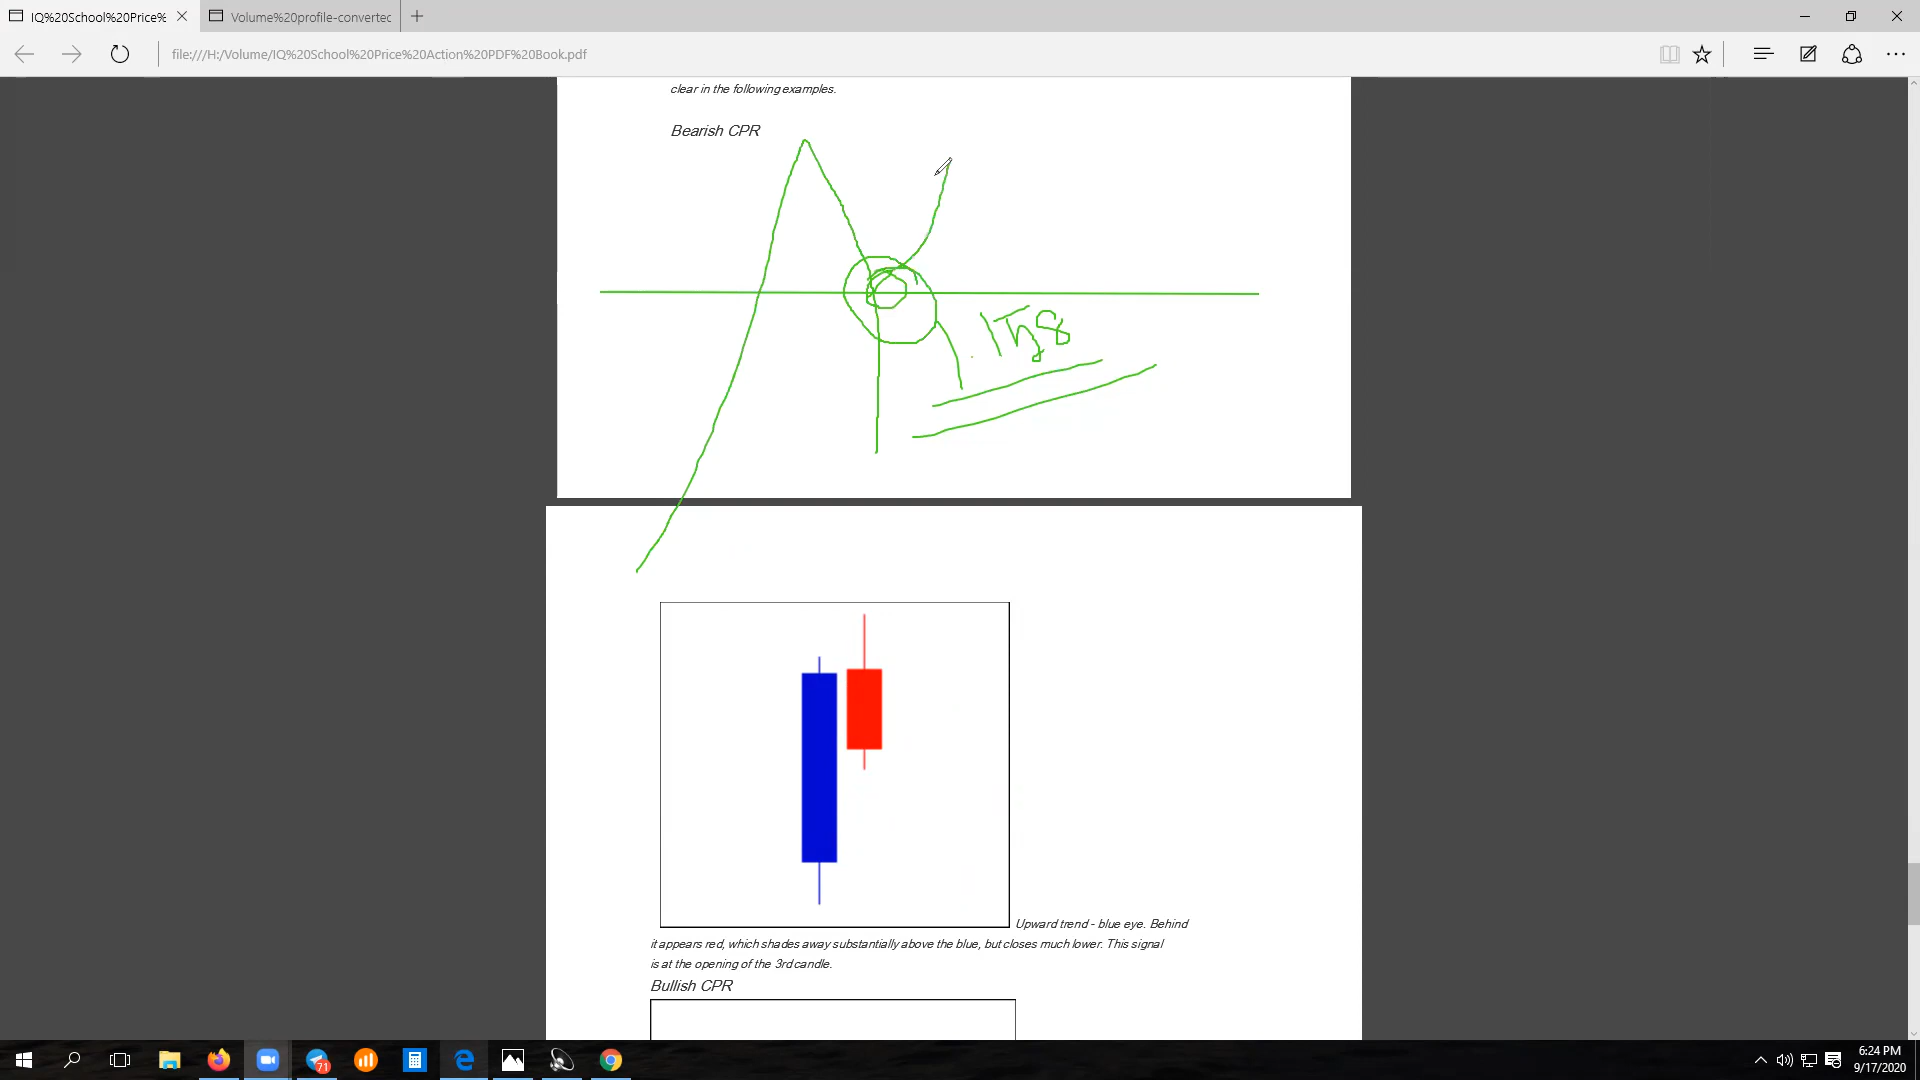 IQ%20School%20Price%
Volume%20profile-convertec
file:///H:/Volume/IQ%20School%20Price%20Action%20PDF%20Book.pdf
clear in the following examples.
Bearish CPR
Upward trend - blue eye. Behind
it appears red, which shades away substantially above the blue, but closes much lower. This signal
is at the opening of the 3rd candle.
Bullish CPR
71
6:24 PM
9/17/2020